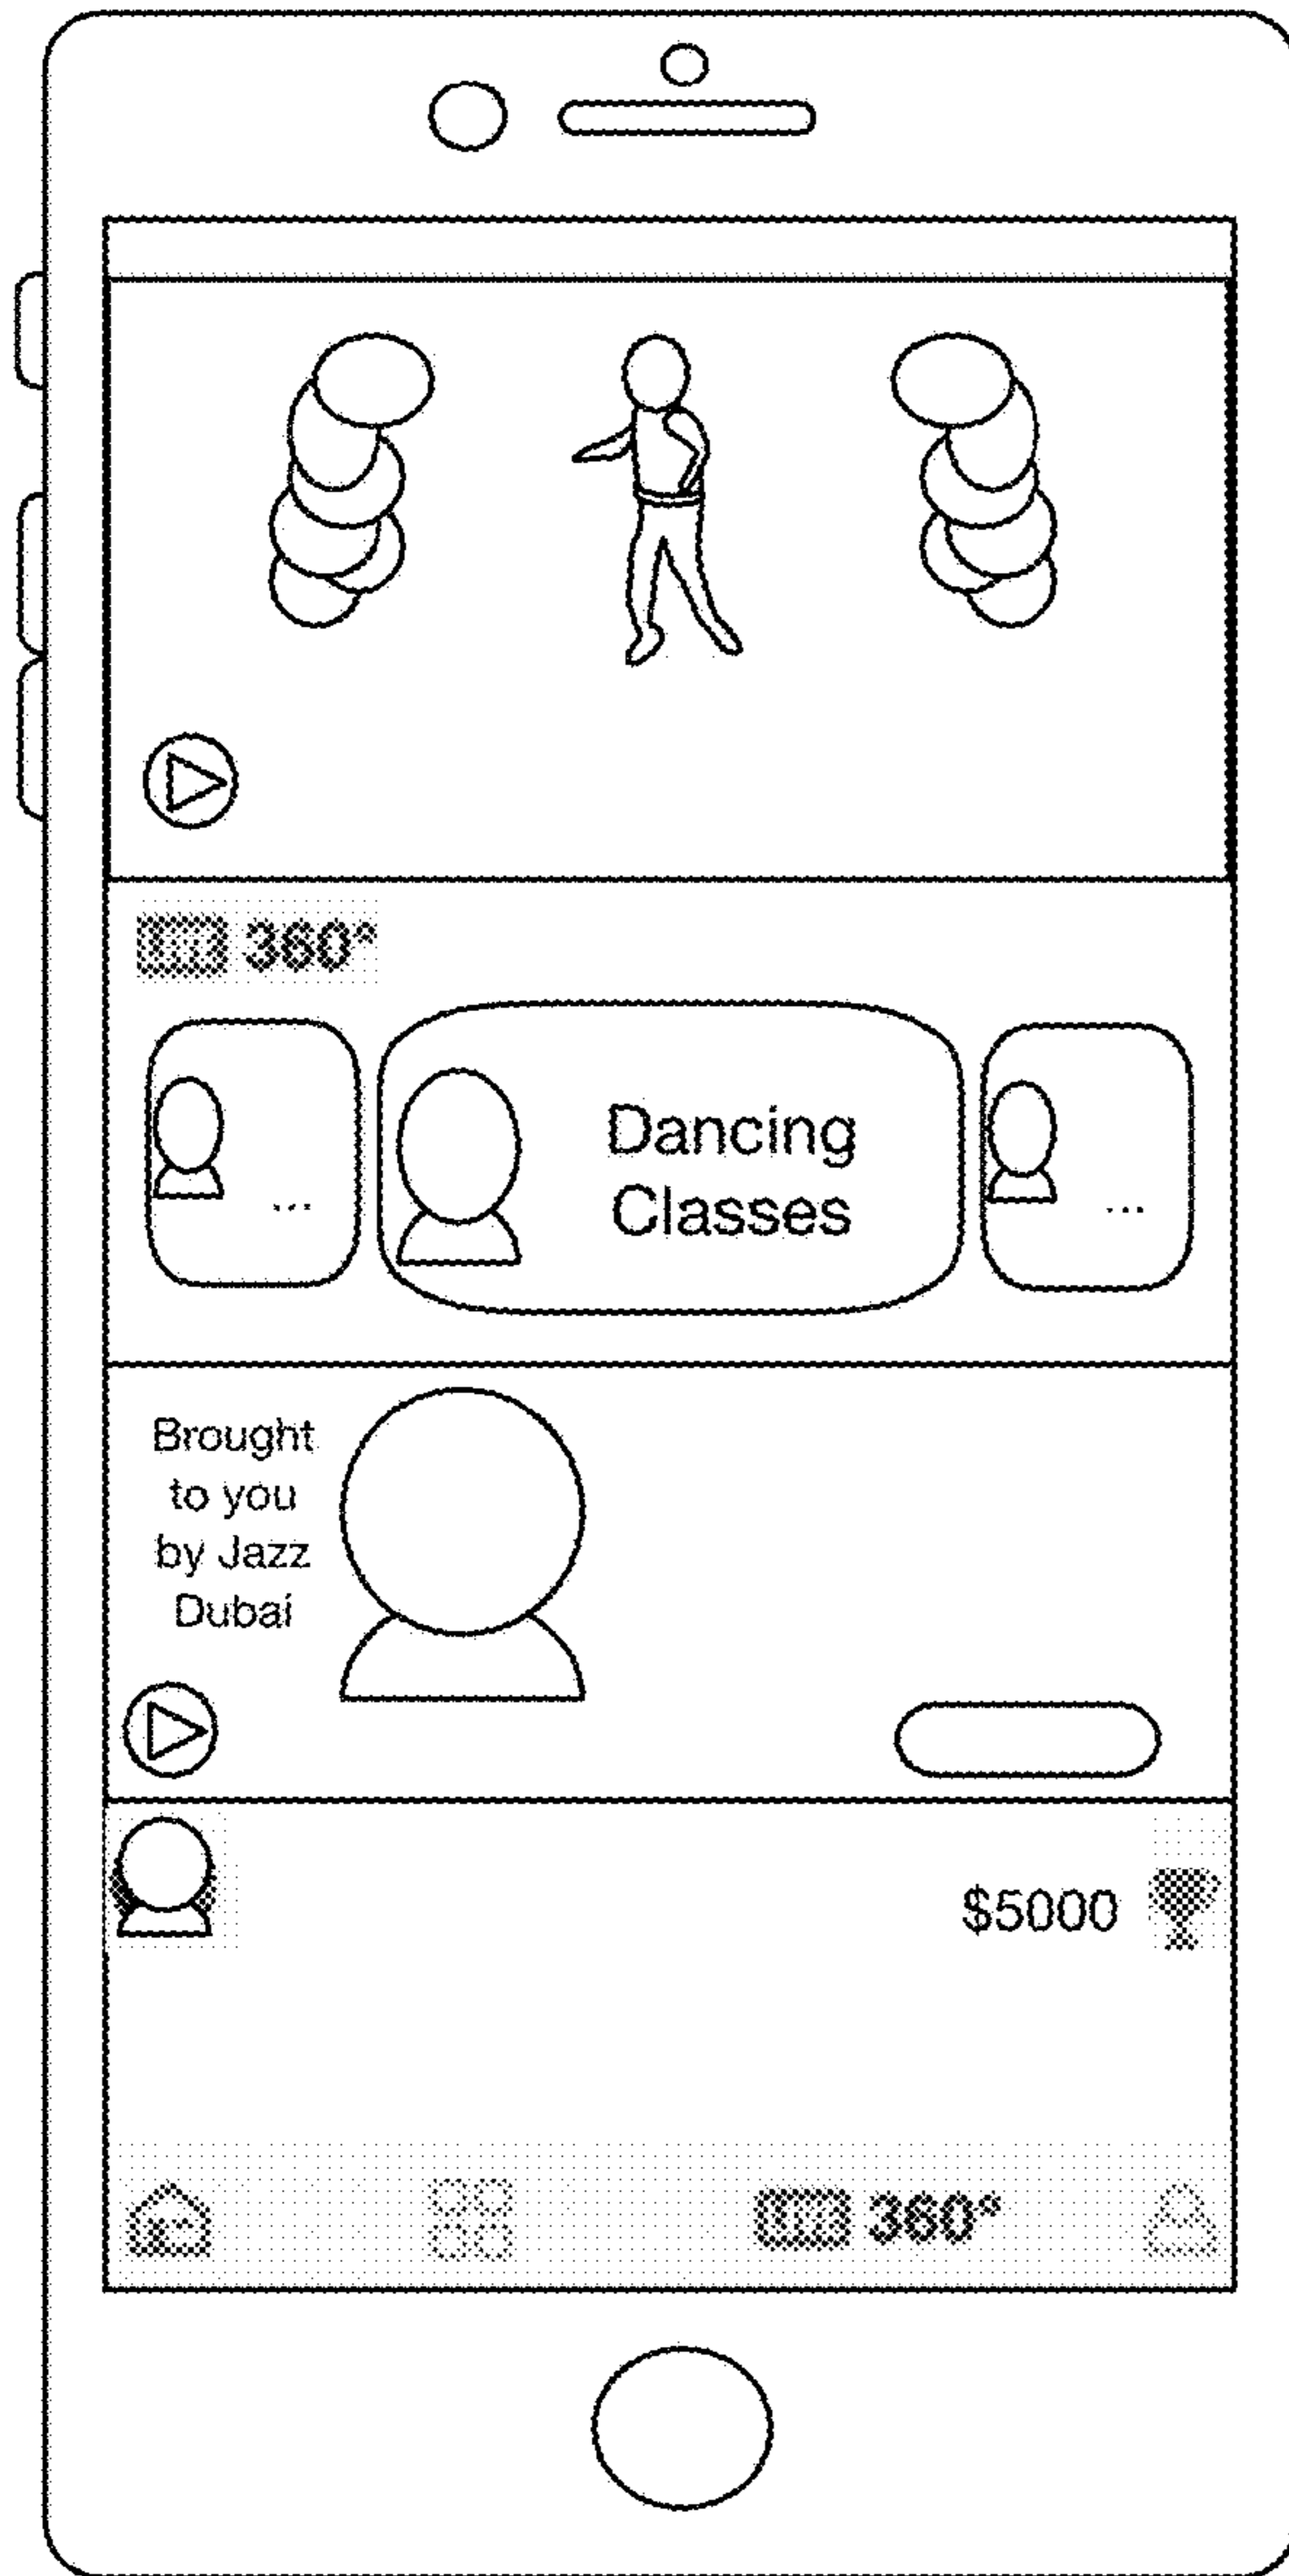 360°
...
Dancing
Classes
...
Brought
to you
by Jazz
Dubai
$5000
360°